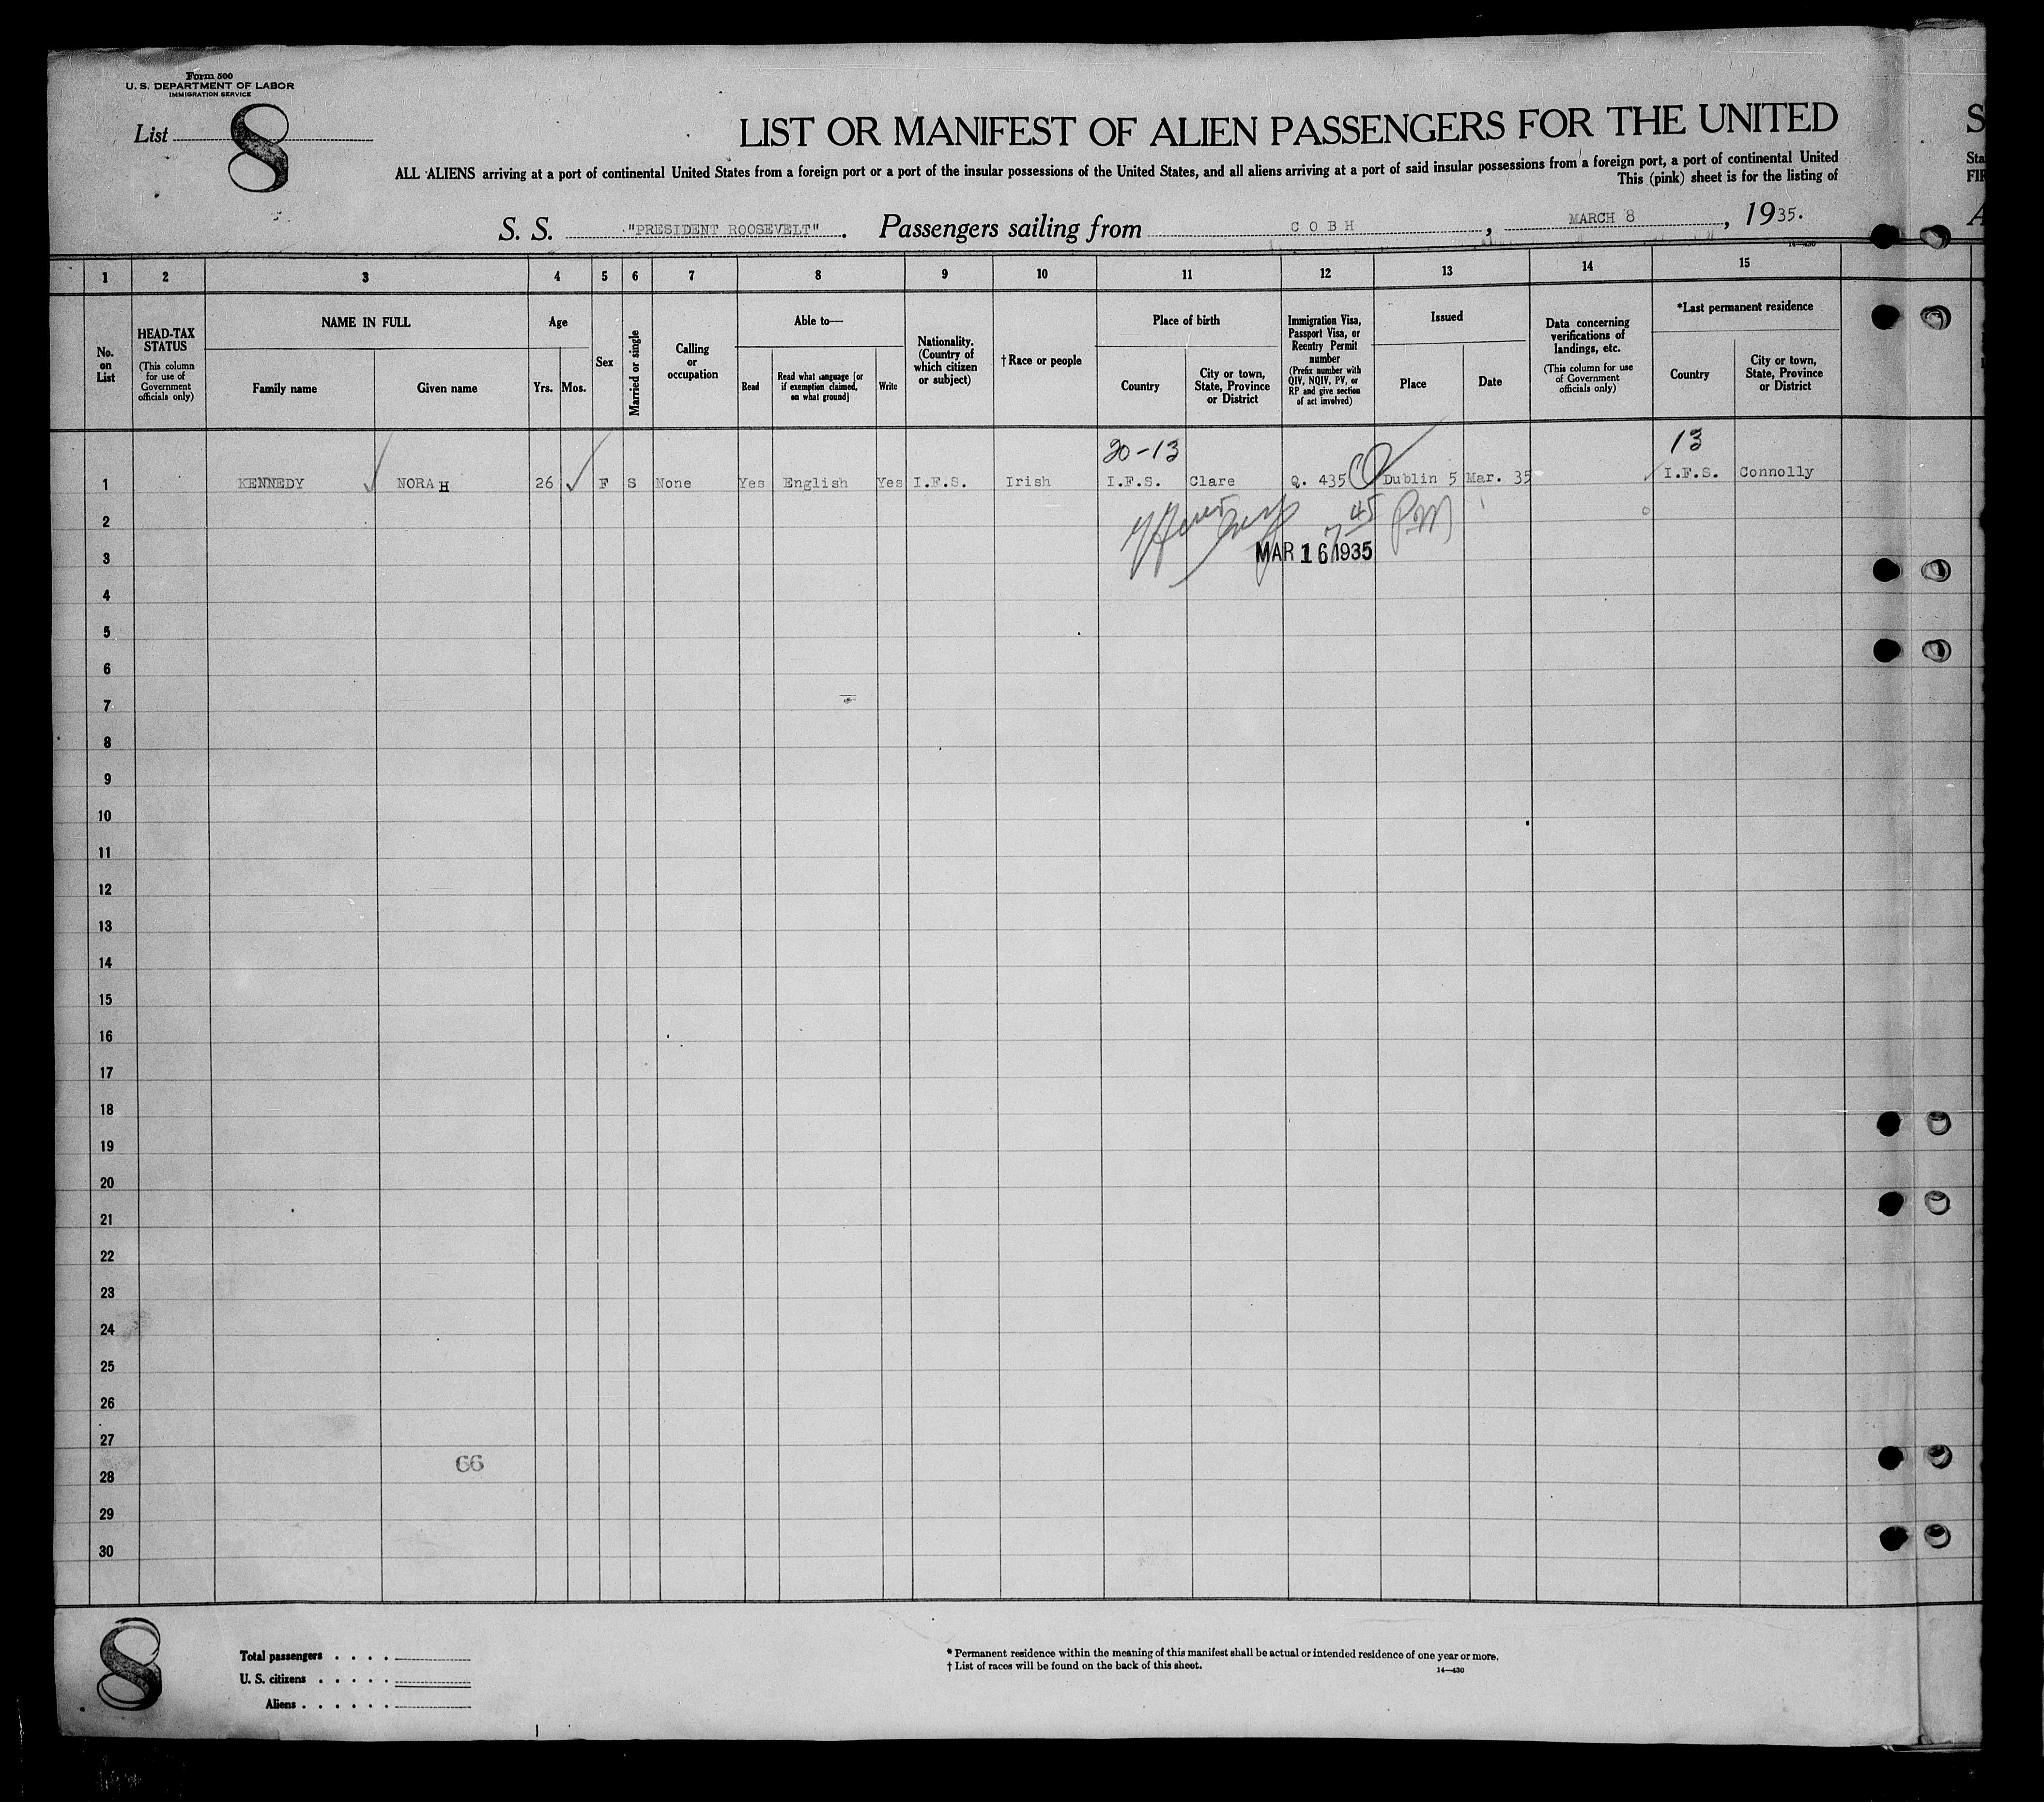 Form 500
U. S. DEPARTMENT OF LABOR
IMMIGRATION SERVICE
List 8
LIST OR MANIFEST OF ALIEN PASSENGERS FOR THE UNITED
S
ALL ALIENS arriving at a port of continental United States from a foreign port or a port of the insular possessions of the United States, and all aliens arriving at a port of said insular possessions from a foreign port, a port of continental United
Sta
This (pink) sheet is for the listing of
FIR
S. S. "PRESIDENT ROOSEVELT". Passengers sailing from COBH, MARCH 8, 1935.
A
14—430
1 2 3 4 5 6 7 8 9 10 11 12 13 14 15
No. on List
HEAD-TAX STATUS
(This column for use of Government officials only)
NAME IN FULL
Family name
Given name
Age
Yrs. Mos.
Sex
Married or single
Calling or occupation
Able to—
Read
Read what language [or if exemption claimed, on what ground]
Write
Nationality. (Country of which citizen or subject)
†Race or people
Place of birth
Country
City or town, State, Province or District
Immigration Visa, Passport Visa, or Reentry Permit number
(Prefix number with QIV, NQIV, PV, or RP and give section of act involved)
Issued
Place
Date
Data concerning verifications of landings, etc.
(This column for use of Government officials only)
*Last permanent residence
Country
City or town, State, Province or District
20-13 13
1 KENNEDY NORAH 26 F S None Yes English Yes I.F.S. Irish I.F.S. Clare Q. 435 Dublin 5 Mar. 35 I.F.S. Connolly
2
7 45 PM
3 MAR 16 1935
4
5
6
7
8
9
10
11
12
13
14
15
16
17
18
19
20
21
22
23
24
25
26
27
66
28
29
30
8
Total passengers . . . .
U. S. citizens . . . . .
Aliens . . . . . .
* Permanent residence within the meaning of this manifest shall be actual or intended residence of one year or more.
† List of races will be found on the back of this sheet.
14—430